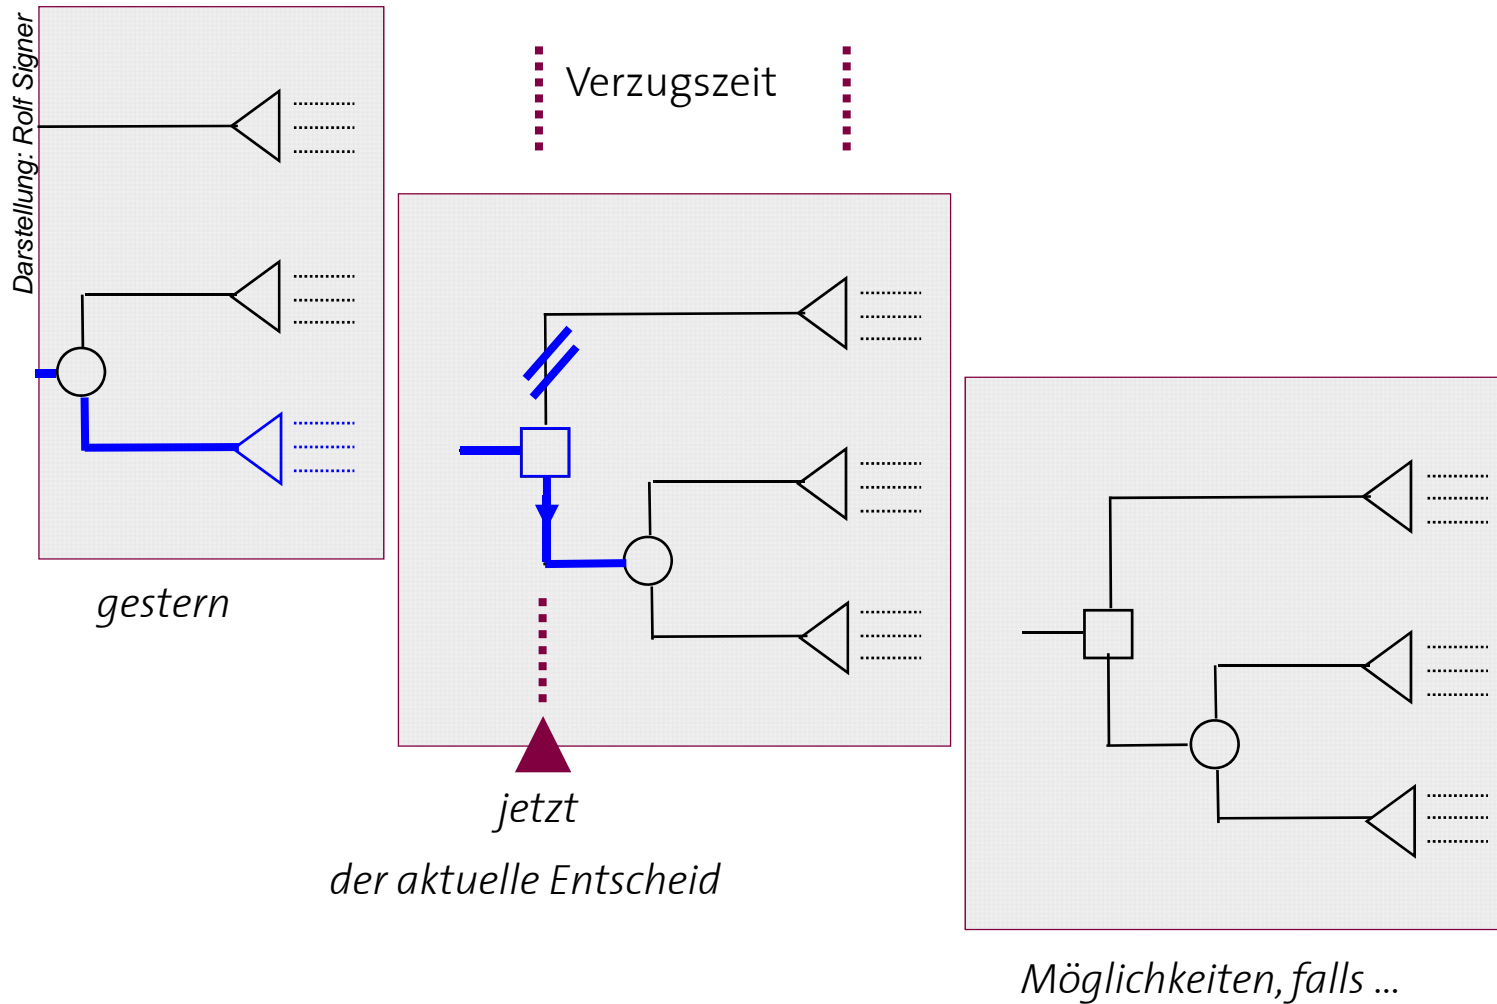 Darstellung: Rolf Signer
Verzugszeit
gestern
jetzt
der aktuelle Entscheid
Möglichkeiten, falls ...